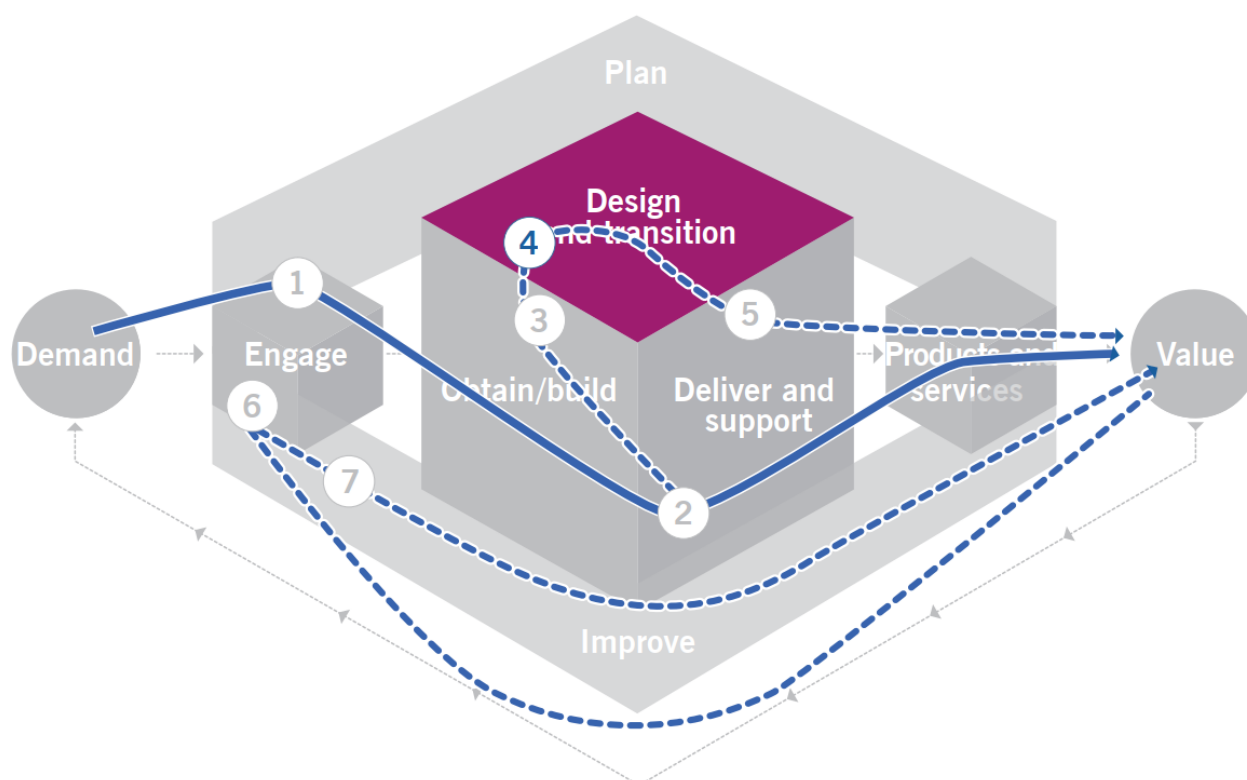 Plan
Design
and transition
4
1
3
5
Demand
Engage
Products and
services
Value
Obtain/build
Deliver and
support
6
7
2
Improve